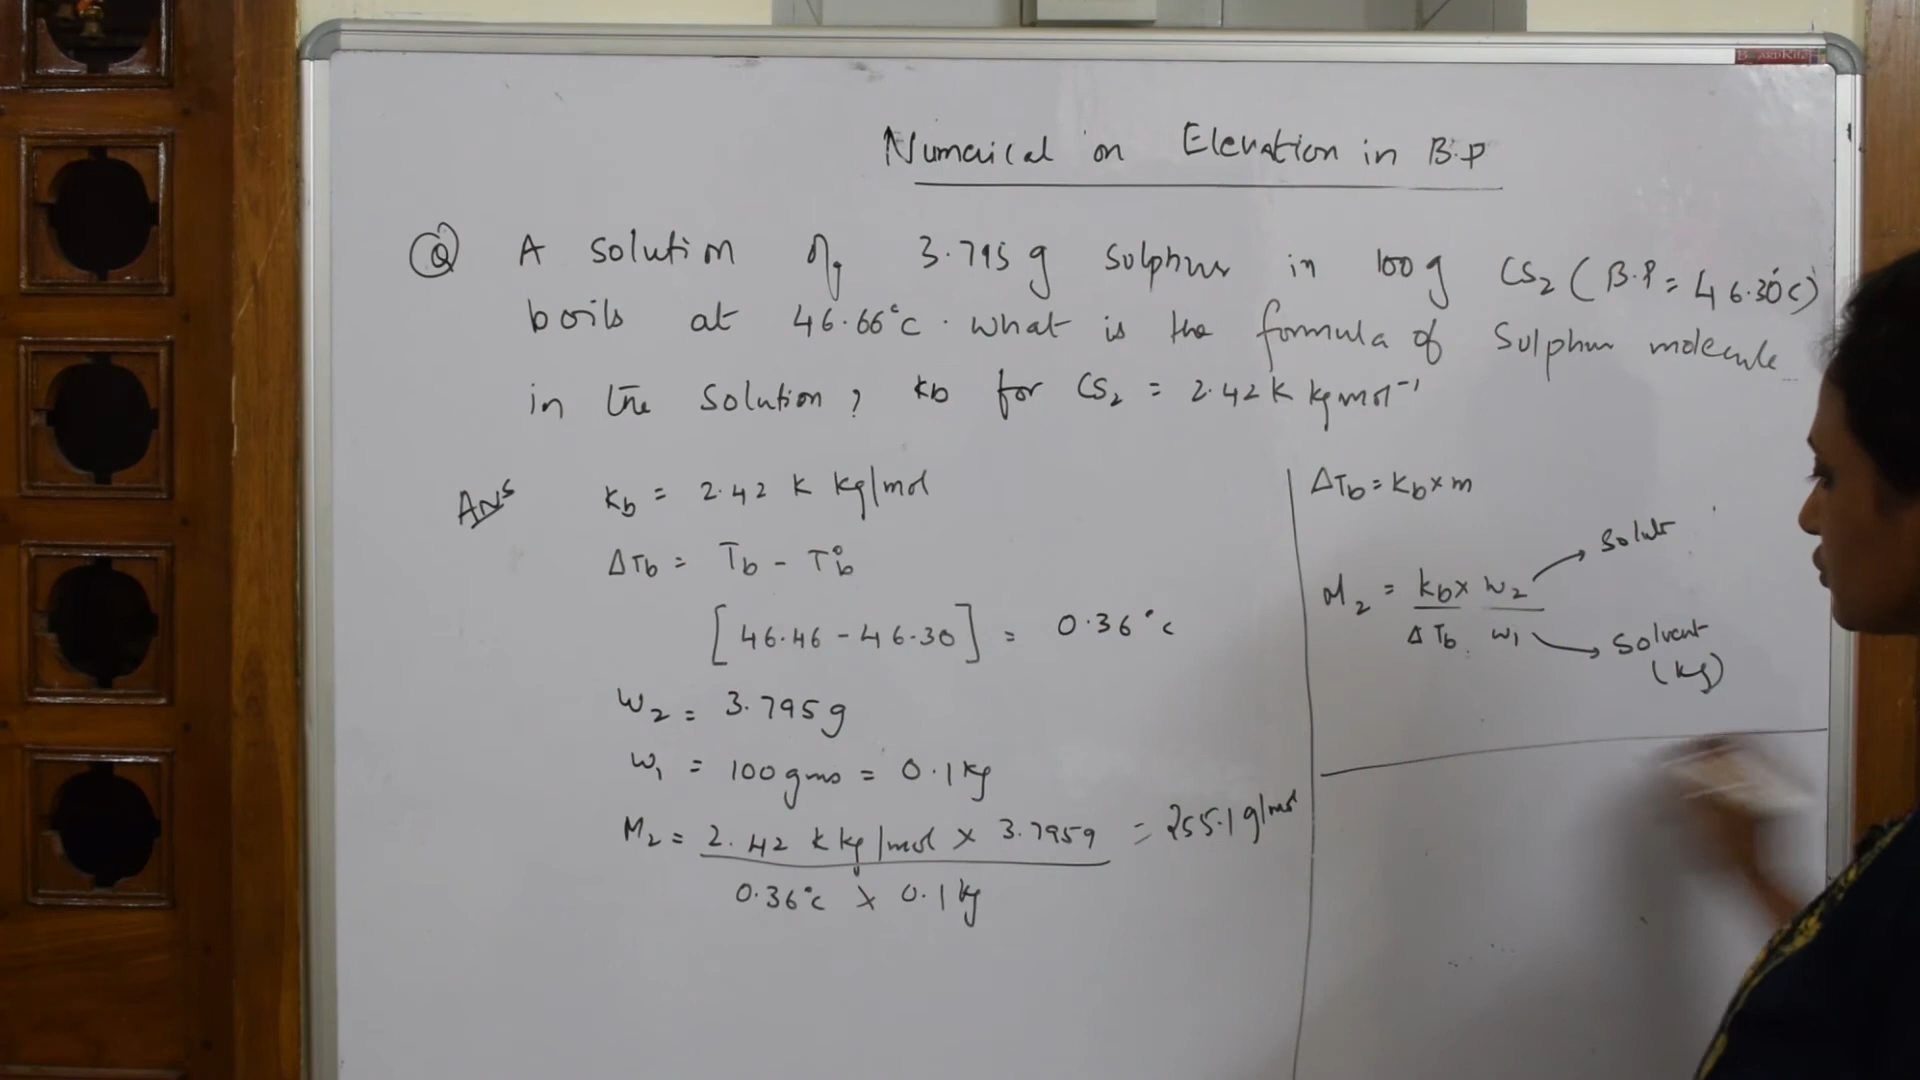 Numerical on Elevation in B.P
Q A solution of 3.795 g sulphur in 100 g CS2 (B.P = 46.30°C)
boils at 46.66°C. What is the formula of Sulphur molecule
in the solution ? kb for CS2 = 2.42 K kg mol⁻¹
Ans
Kb = 2.42 K kg/mol
ΔTb = Tb - T°b
[46.46 - 46.30] = 0.36°c
W2 = 3.795g
W1 = 100 gms = 0.1 kg
M2 = 2.42 K kg/mol × 3.795g = 255.1 g/mol
0.36°c × 0.1 kg
ΔTb = Kb × m
M2 = Kb × W2 → Solute
ΔTb W1 → Solvent
(kg)